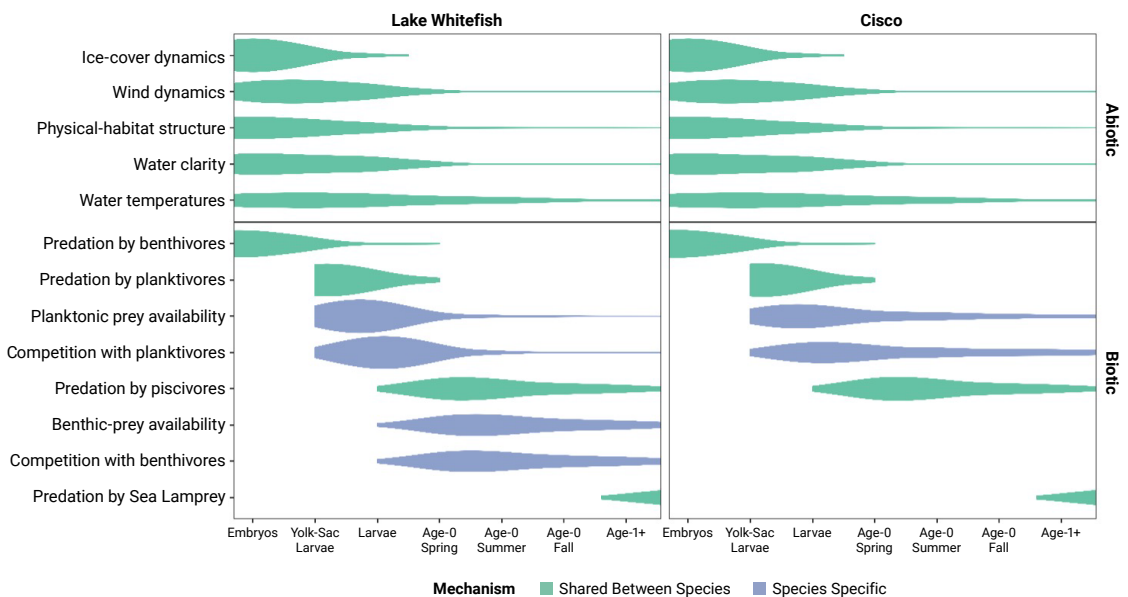 Lake Whitefish
Cisco
Ice-cover dynamics
Wind dynamics
Physical-habitat structure
Water clarity
Water temperatures
Abiotic
Predation by benthivores
Predation by planktivores
Planktonic prey availability
Competition with planktivores
Predation by piscivores
Benthic-prey availability
Competition with benthivores
Predation by Sea Lamprey
Biotic
Embryos
Yolk-Sac
Larvae
Larvae
Age-0
Spring
Age-0
Summer
Age-0
Fall
Age-1+
Embryos
Yolk-Sac
Larvae
Larvae
Age-0
Spring
Age-0
Summer
Age-0
Fall
Age-1+
Mechanism
Shared Between Species
Species Specific